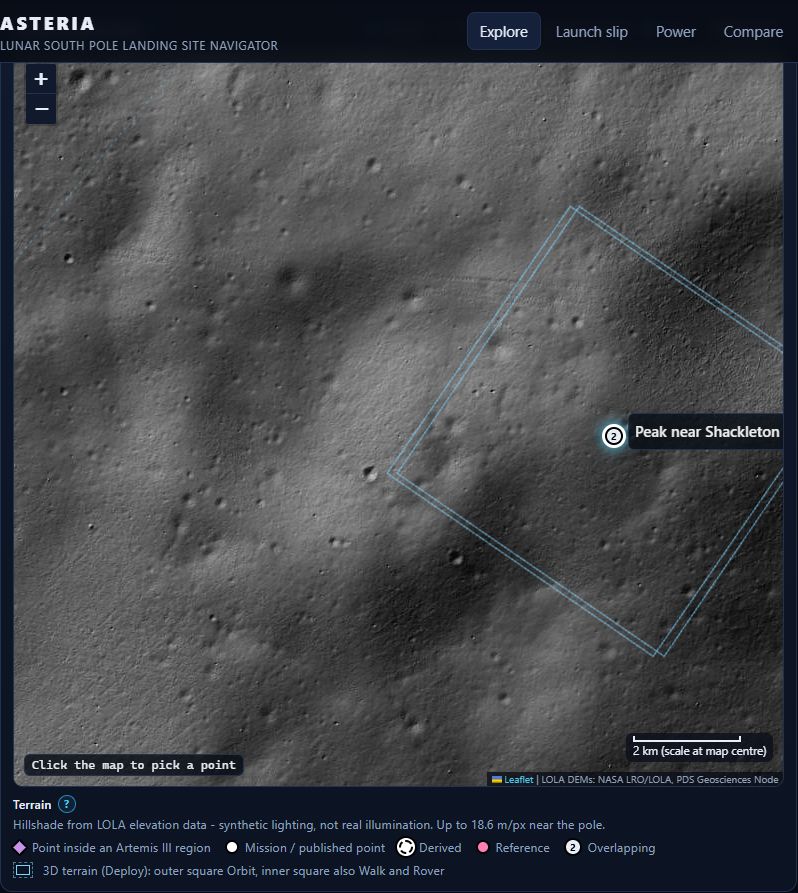 ASTERIA
LUNAR SOUTH POLE LANDING SITE NAVIGATOR
Explore Launch slip Power Compare
+
−
2 Peak near Shackleton
2 km (scale at map centre)
Click the map to pick a point
Leaflet | LOLA DEMs: NASA LRO/LOLA, PDS Geosciences Node
Terrain ?
Hillshade from LOLA elevation data - synthetic lighting, not real illumination. Up to 18.6 m/px near the pole.
Point inside an Artemis III region Mission / published point Derived Reference 2 Overlapping
3D terrain (Deploy): outer square Orbit, inner square also Walk and Rover